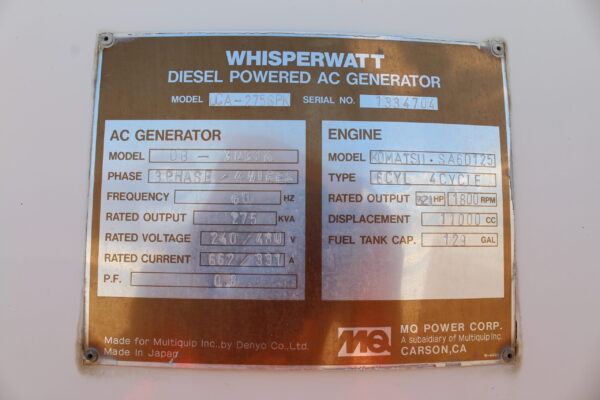 WHISPERWATT
DIESEL POWERED AC GENERATOR
MODEL DCA-275SPK SERIAL NO. 1334704
AC GENERATOR
MODEL
PHASE 3PHASE
FREQUENCY 60 HZ
RATED OUTPUT 275 KVA
RATED VOLTAGE 240/480 V
RATED CURRENT 662/331 A
P.F. 0.8
ENGINE
MODEL KOMATSU・SA6D125
TYPE 6CYL 4CYCLE
RATED OUTPUT HP 1800 RPM
DISPLACEMENT 11000 CC
FUEL TANK CAP. 129 GAL
Made for Multiquip Inc., by Denyo Co., Ltd.
Made in Japan
MQ
MQ POWER CORP.
A subsidiary of Multiquip Inc.
CARSON, CA